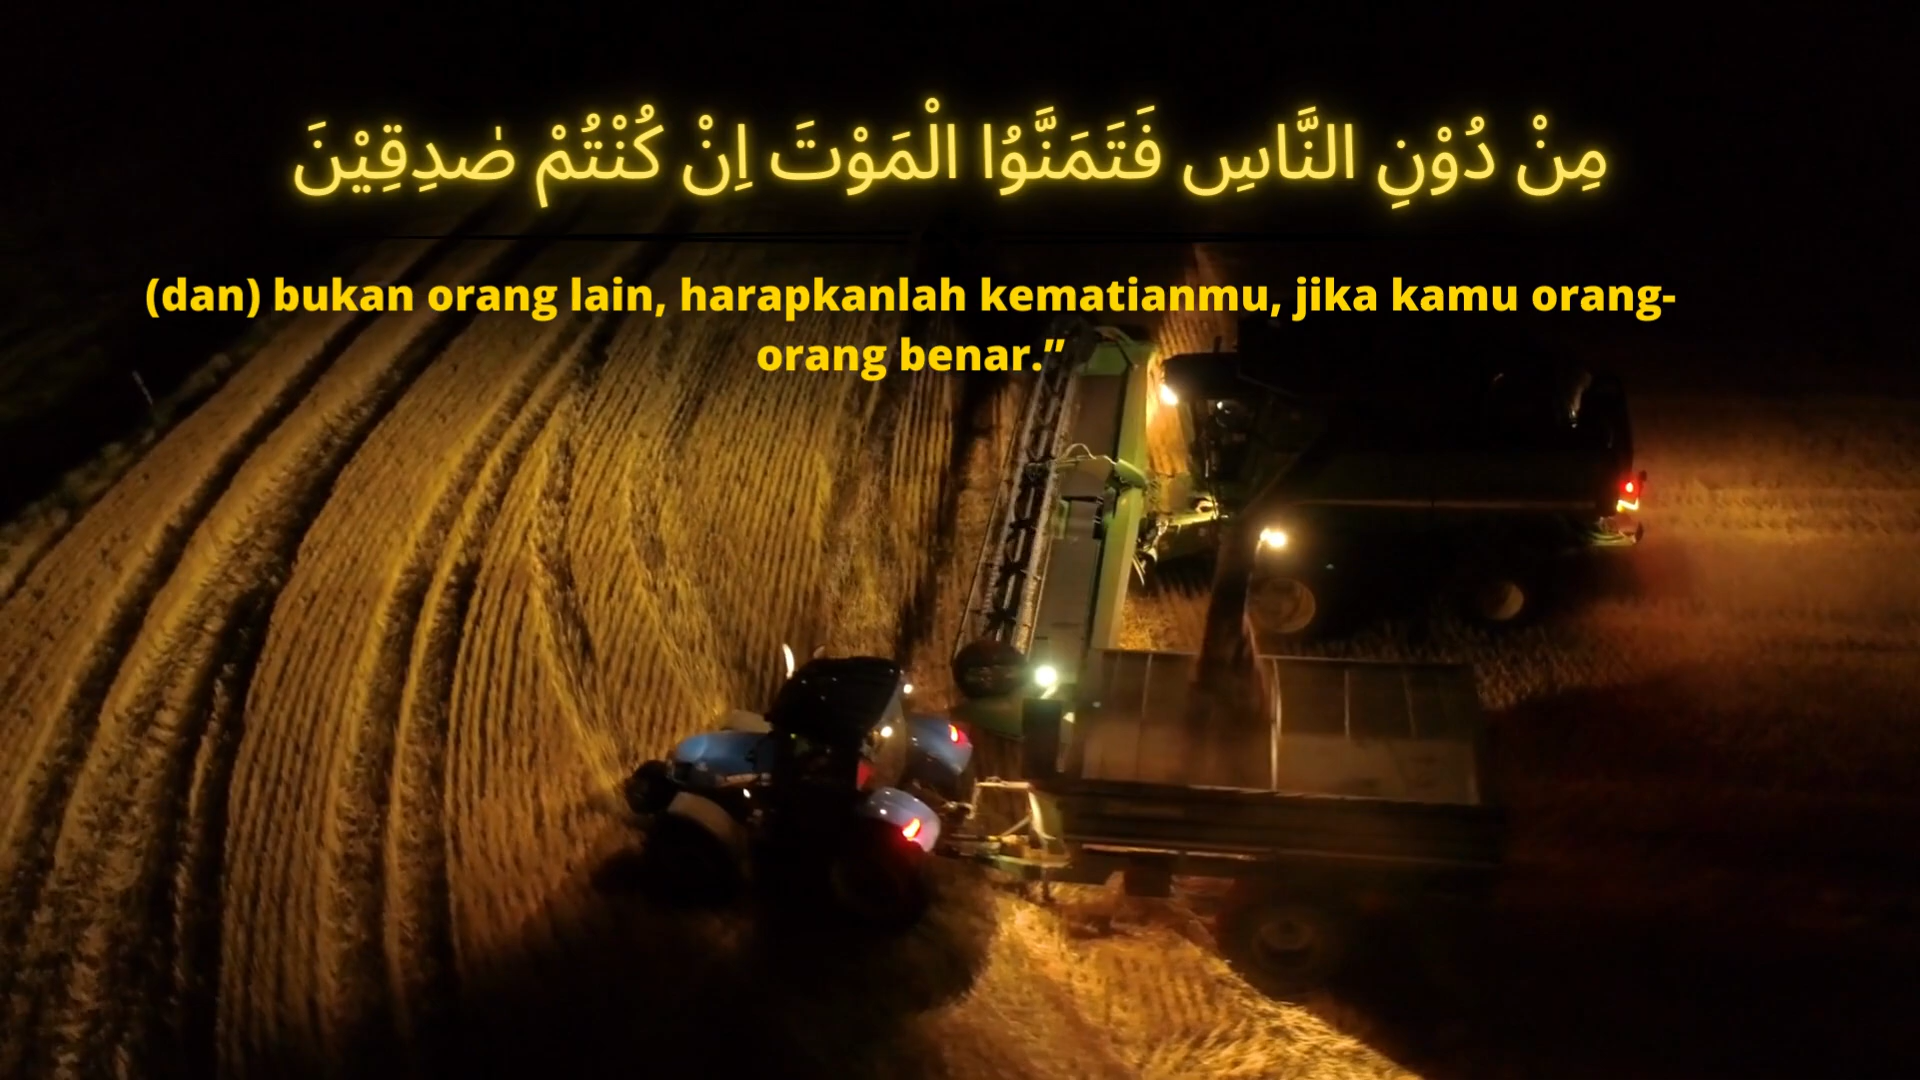 مِنْ دُوْنِ النَّاسِ فَتَمَنَّوُا الْمَوْتَ اِنْ كُنْتُمْ صٰدِقِيْنَ
(dan) bukan orang lain, harapkanlah kematianmu, jika kamu orang-
orang benar.”